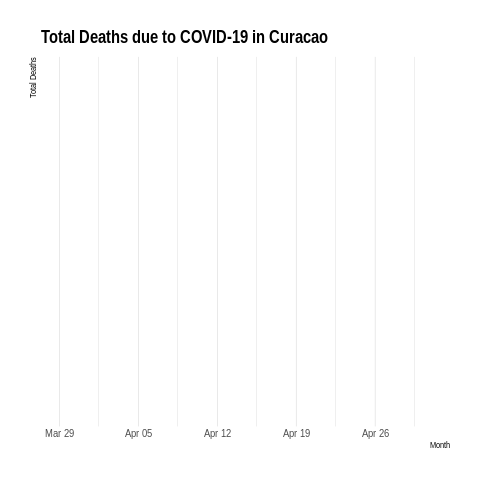 Total Deaths due to COVID-19 in Curacao
Total Deaths
Mar 29 Apr 05 Apr 12 Apr 19 Apr 26
Month